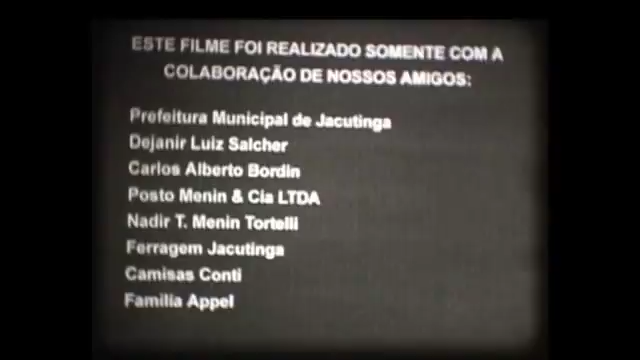 ESTE FILME FOI REALIZADO SOMENTE COM A
COLABORAÇÃO DE NOSSOS AMIGOS:
Prefeitura Municipal de Jacutinga
Dejanir Luiz Salcher
Carlos Alberto Bordin
Posto Menin & Cia LTDA
Nadir T. Menin Tortelli
Ferragem Jacutinga
Camisas Conti
Familia Appel